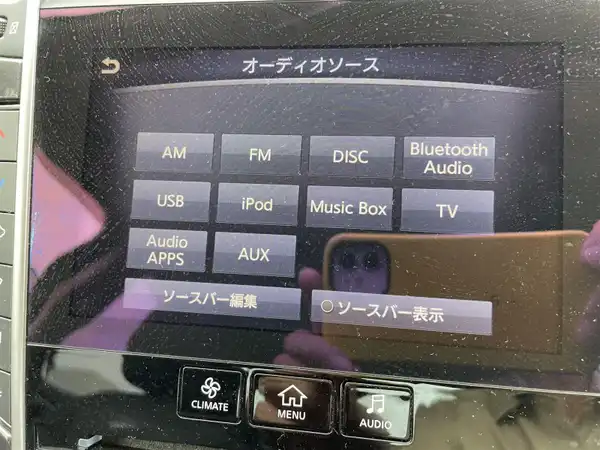 オーディオソース
AM
FM
DISC
Bluetooth
Audio
USB
iPod
Music Box
TV
Audio
APPS
AUX
ソースバー編集
ソースバー表示
CLIMATE
MENU
AUDIO